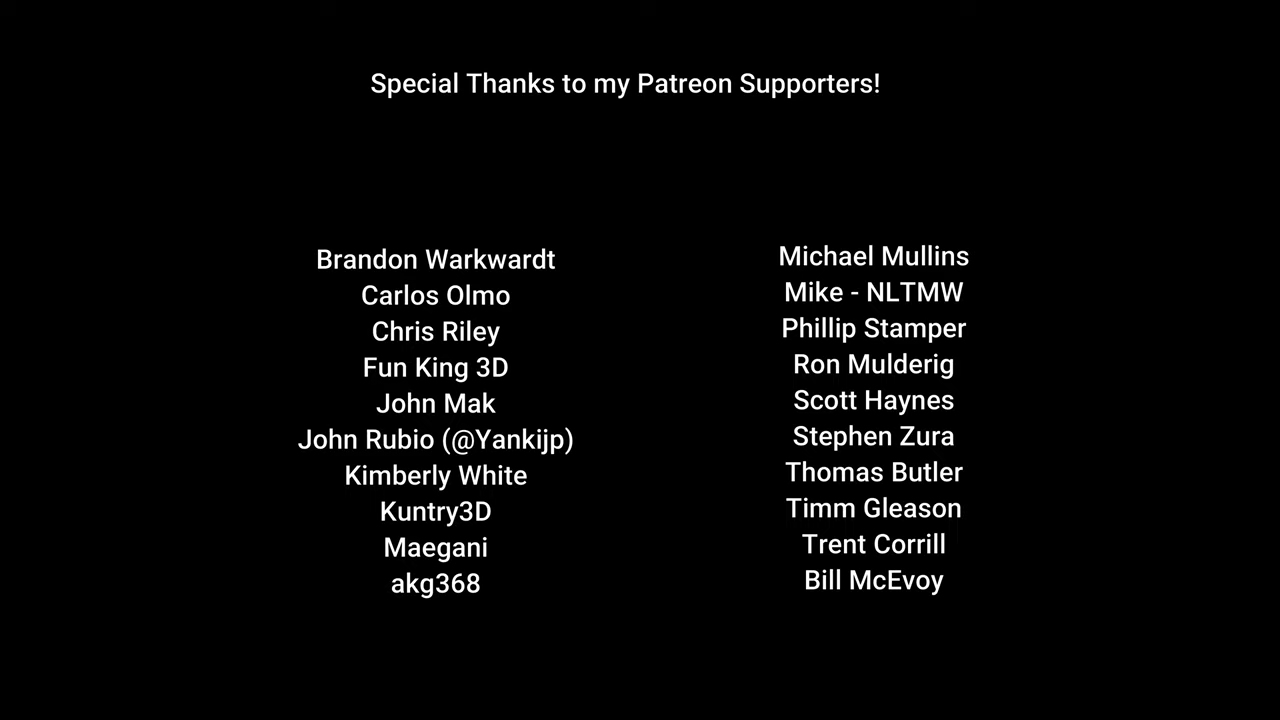 Special Thanks to my Patreon Supporters!
Brandon Warkwardt
Carlos Olmo
Chris Riley
Fun King 3D
John Mak
John Rubio (@Yankijp)
Kimberly White
Kuntry3D
Maegani
akg368
Michael Mullins
Mike - NLTMW
Phillip Stamper
Ron Mulderig
Scott Haynes
Stephen Zura
Thomas Butler
Timm Gleason
Trent Corrill
Bill McEvoy